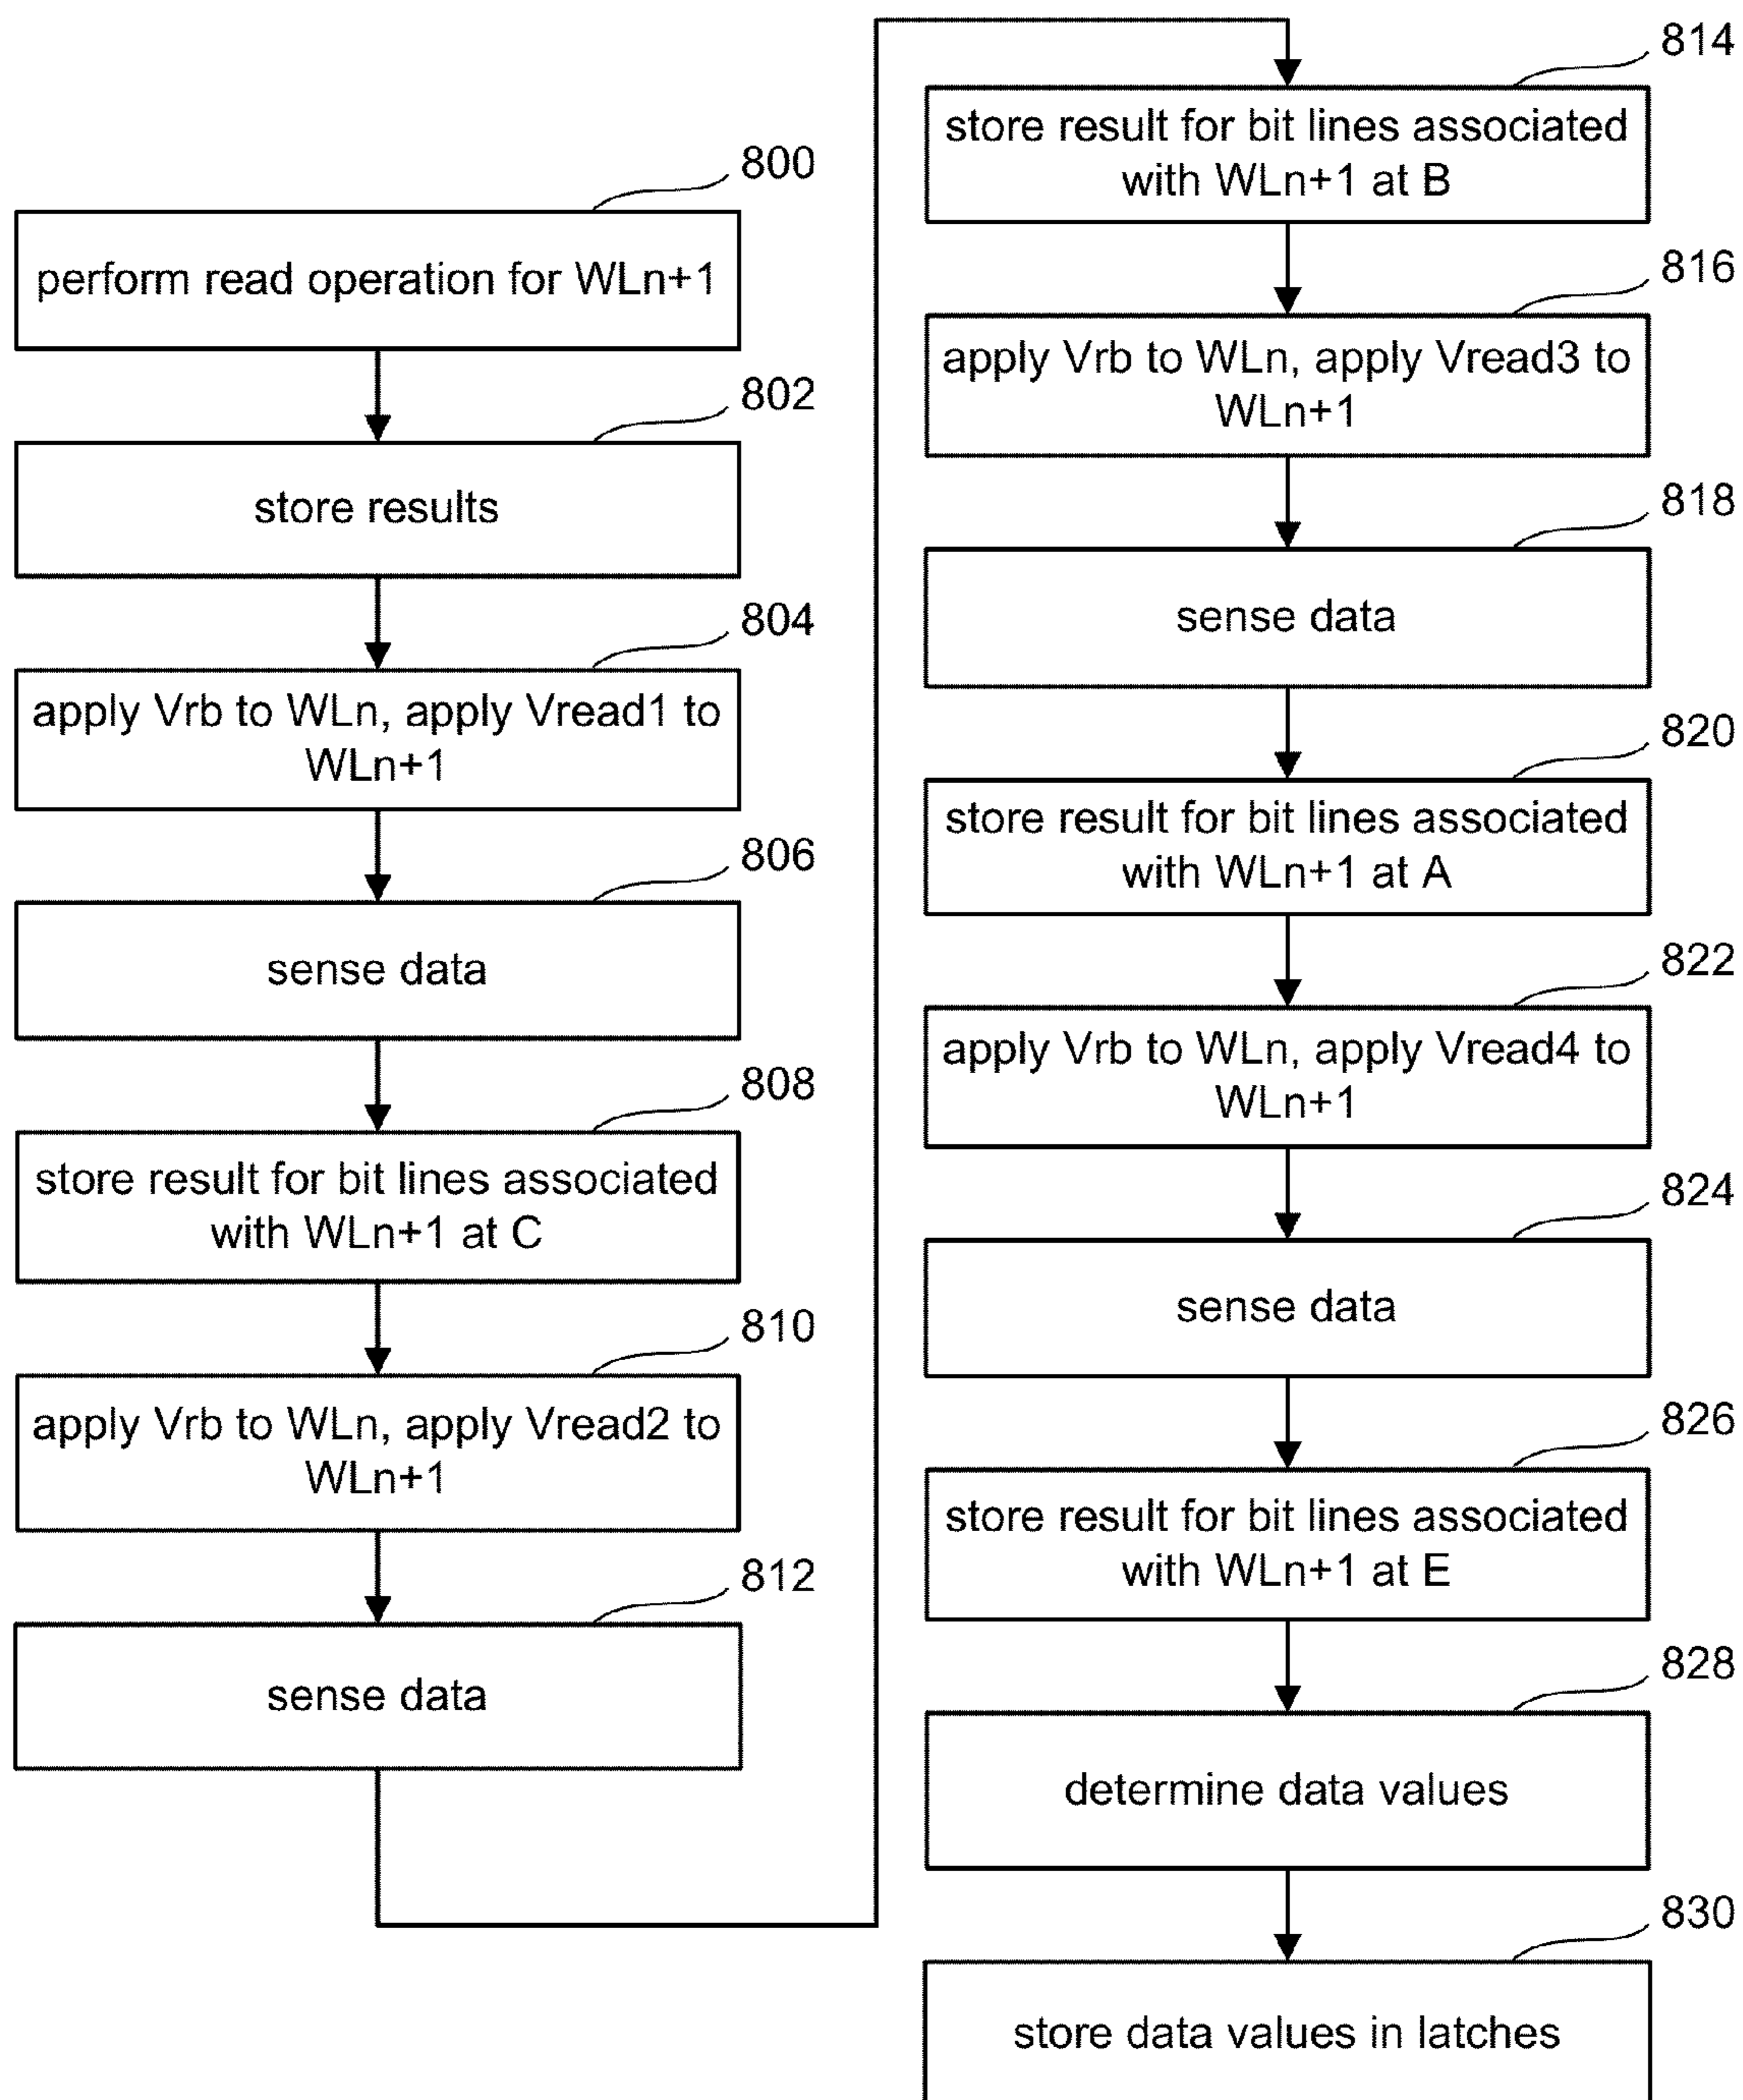 800
perform read operation for WLn+1
802
store results
804
apply Vrb to WLn, apply Vread1 to
WLn+1
806
sense data
808
store result for bit lines associated
with WLn+1 at C
810
apply Vrb to WLn, apply Vread2 to
WLn+1
812
sense data
814
store result for bit lines associated
with WLn+1 at B
816
apply Vrb to WLn, apply Vread3 to
WLn+1
818
sense data
820
store result for bit lines associated
with WLn+1 at A
822
apply Vrb to WLn, apply Vread4 to
WLn+1
824
sense data
826
store result for bit lines associated
with WLn+1 at E
828
determine data values
830
store data values in latches